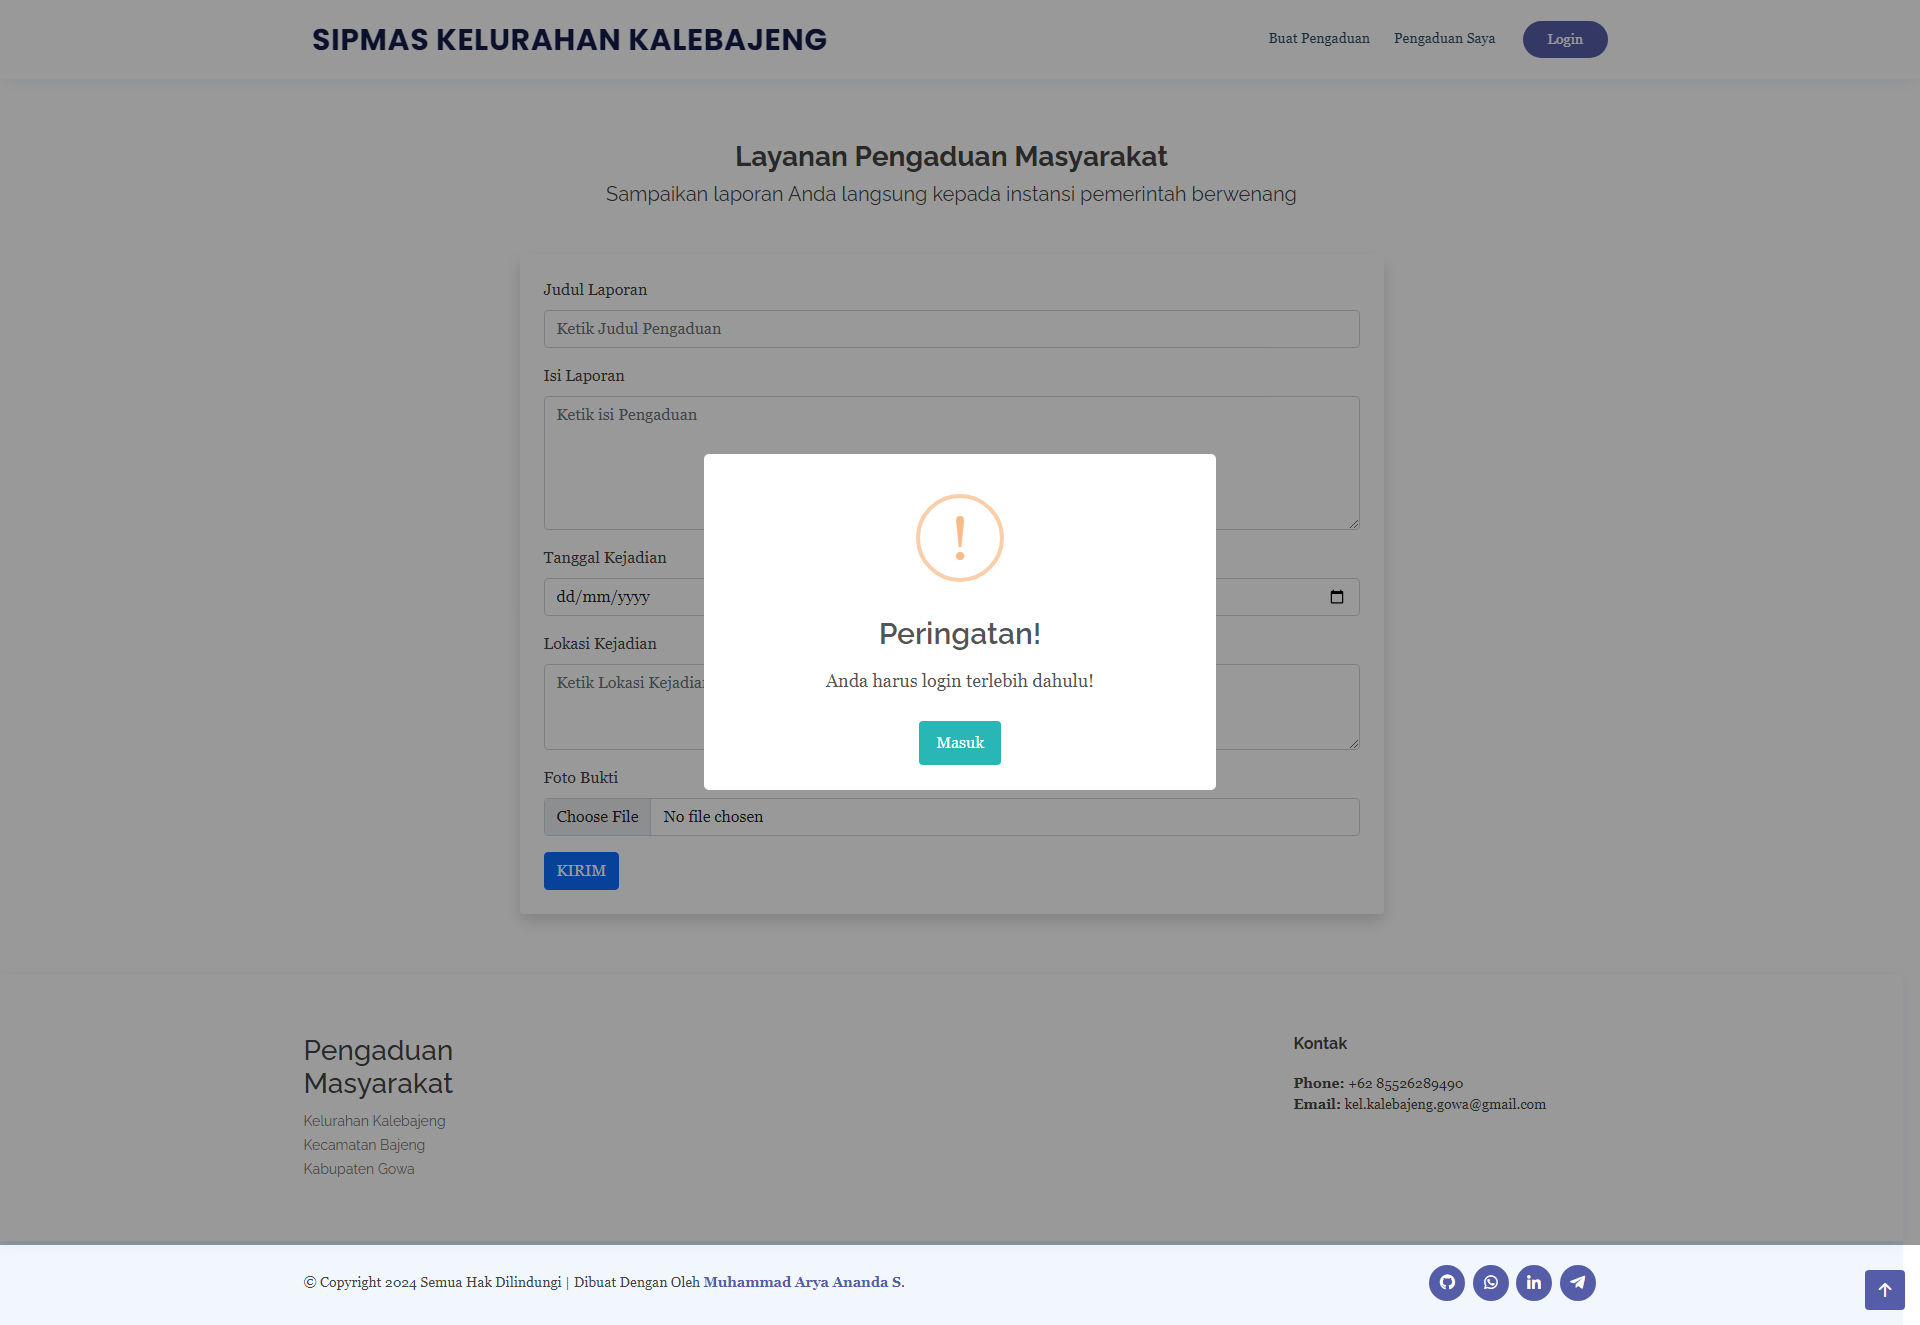 SIPMAS KELURAHAN KALEBAJENG
Buat Pengaduan
Pengaduan Saya
Login
Layanan Pengaduan Masyarakat
Sampaikan laporan Anda langsung kepada instansi pemerintah berwenang
Judul Laporan
Ketik Judul Pengaduan
Isi Laporan
Ketik isi Pengaduan
Tanggal Kejadian
dd/mm/yyyy
Lokasi Kejadian
Ketik Lokasi
!
Peringatan!
Anda harus login terlebih dahulu!
Masuk
Foto Bukti
Choose File No file chosen
KIRIM
Pengaduan
Masyarakat
Kelurahan Kalebajeng
Kecamatan Bajeng
Kabupaten Gowa
Kontak
Phone: +62 85526289490
Email: kel.kalebajeng.gowa@gmail.com
© Copyright 2024 Semua Hak Dilindungi | Dibuat Dengan Oleh Muhammad Arya Ananda S.